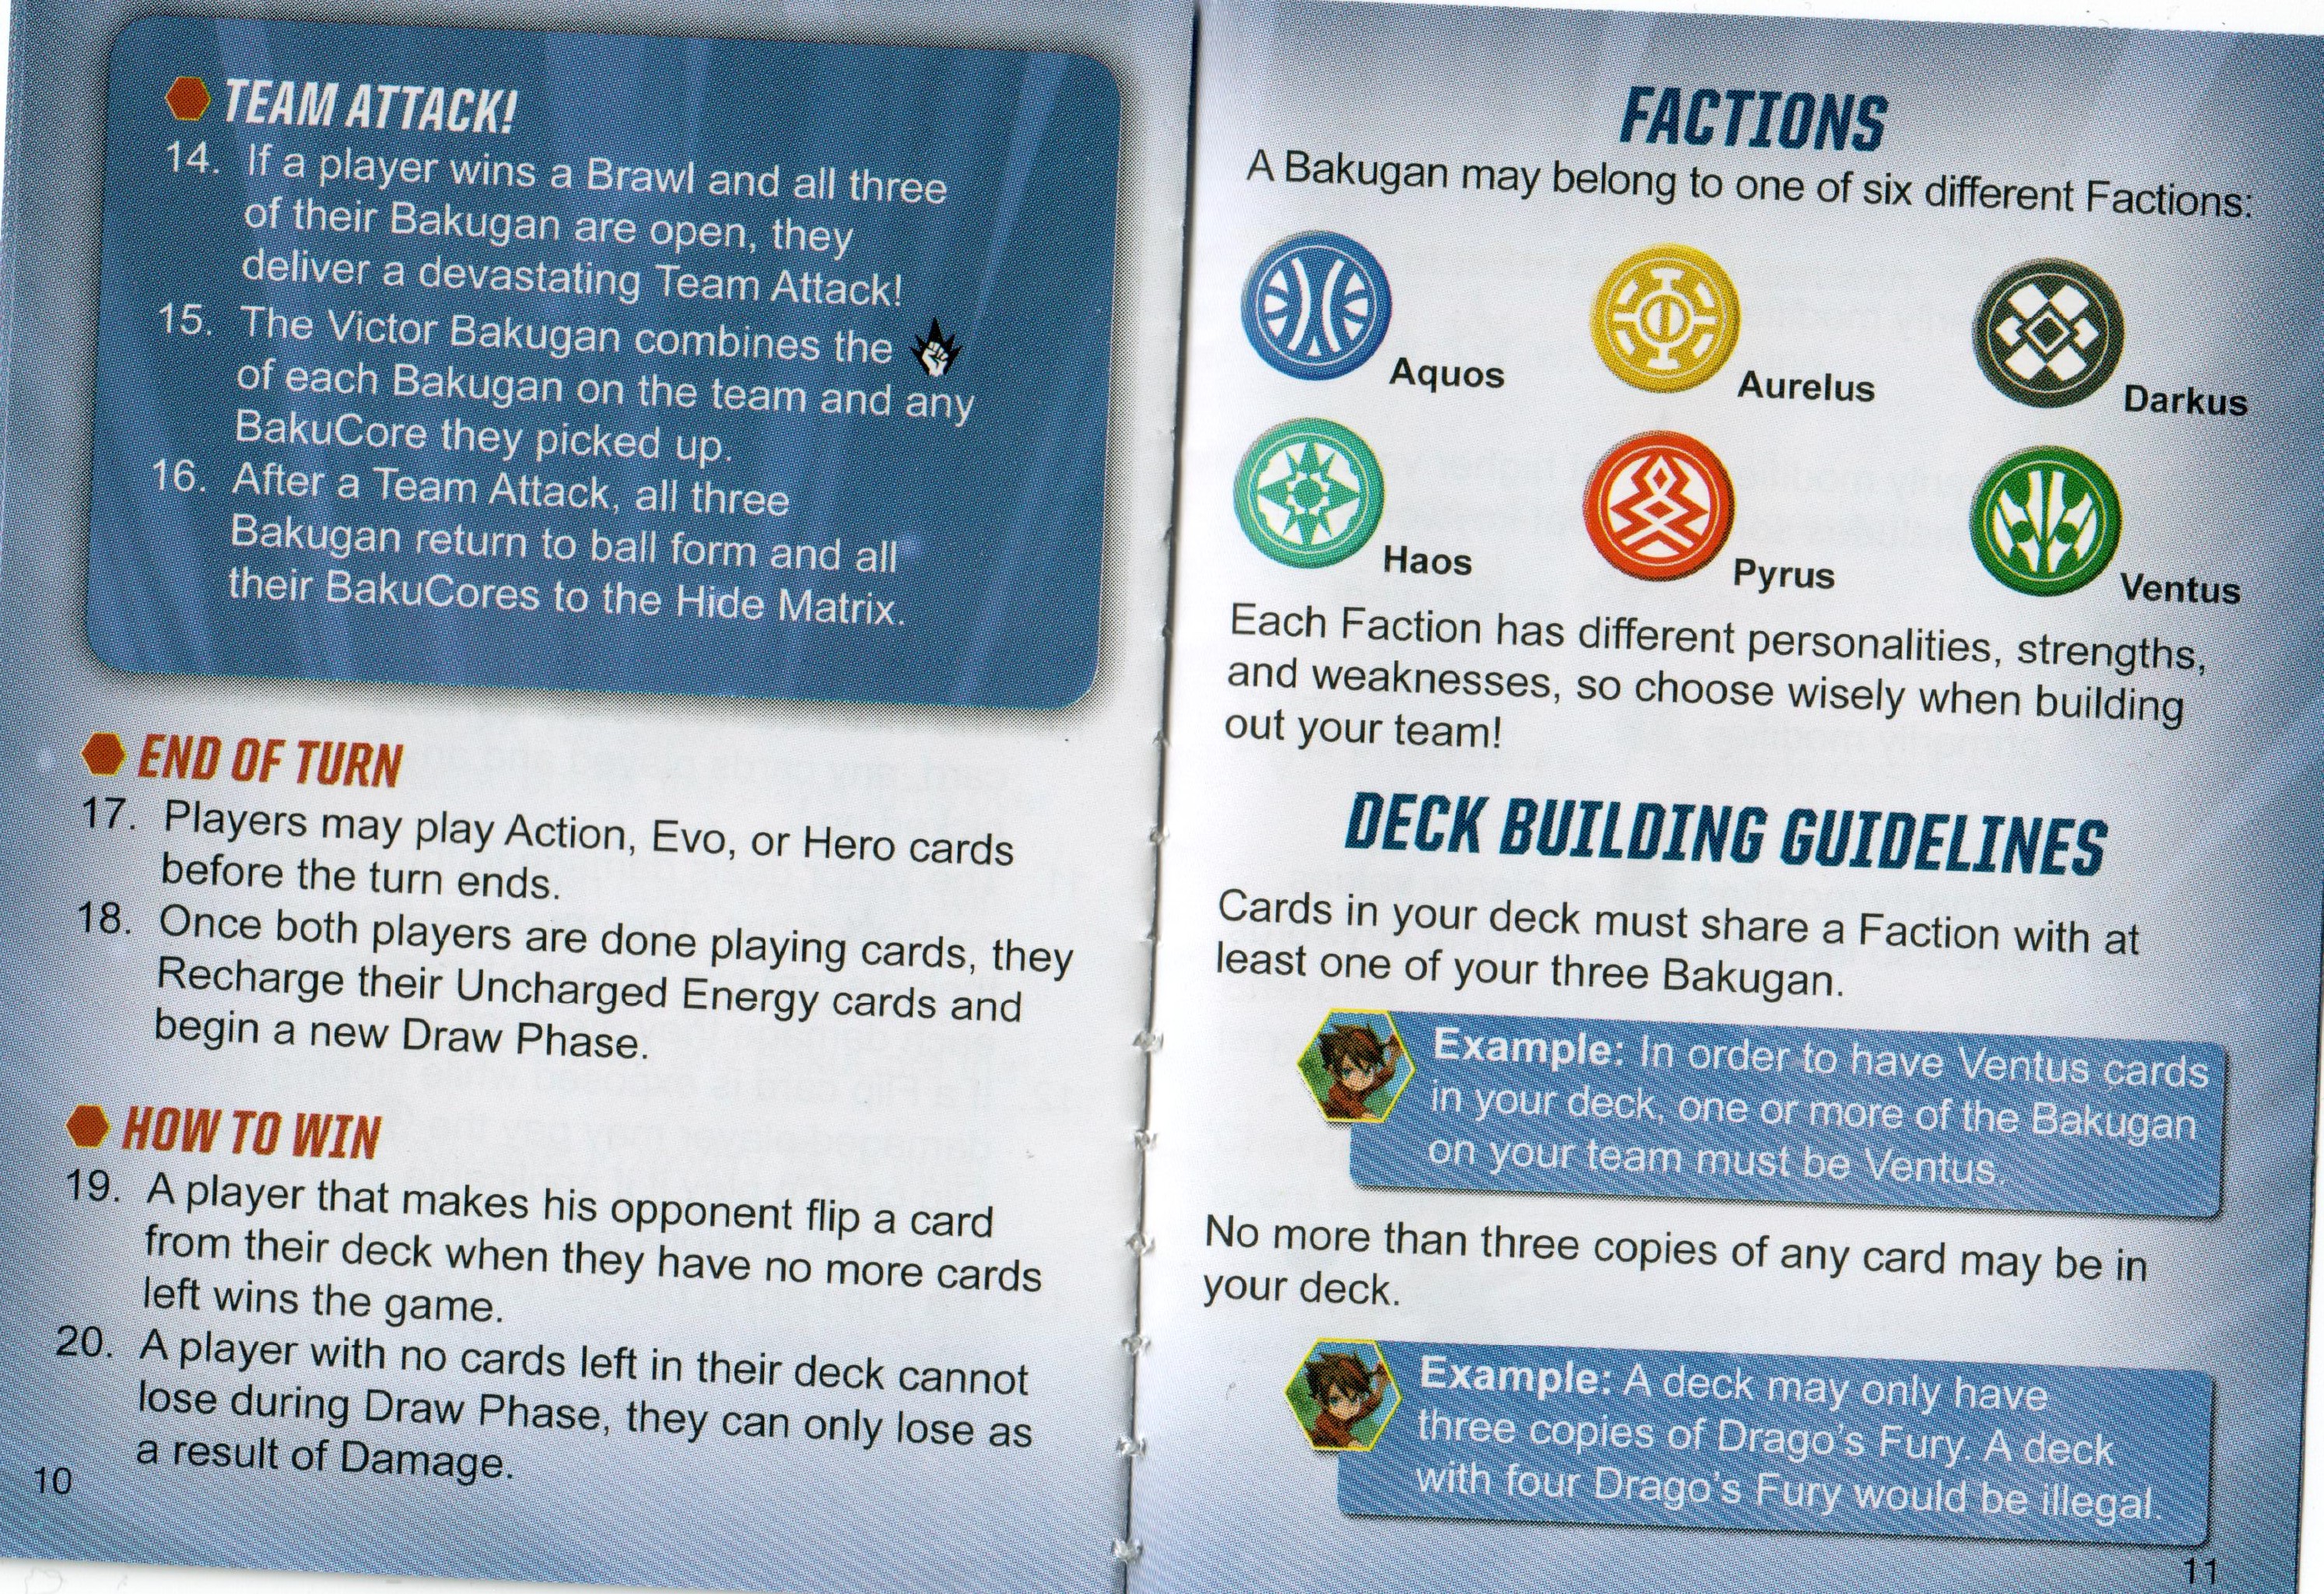 TEAM ATTACK!
14. If a player wins a Brawl and all three
of their Bakugan are open, they
deliver a devastating Team Attack!
15. The Victor Bakugan combines the
of each Bakugan on the team and any
BakuCore they picked up.
16. After a Team Attack, all three
Bakugan return to ball form and all
their BakuCores to the Hide Matrix.
END OF TURN
17. Players may play Action, Evo, or Hero cards
before the turn ends.
18. Once both players are done playing cards, they
Recharge their Uncharged Energy cards and
begin a new Draw Phase.
HOW TO WIN
19. A player that makes his opponent flip a card
from their deck when they have no more cards
left wins the game.
20. A player with no cards left in their deck cannot
lose during Draw Phase, they can only lose as
a result of Damage.
10
FACTIONS
A Bakugan may belong to one of six different Factions:
Aquos
Aurelus
Darkus
Haos
Pyrus
Ventus
Each Faction has different personalities, strengths,
and weaknesses, so choose wisely when building
out your team!
DECK BUILDING GUIDELINES
Cards in your deck must share a Faction with at
least one of your three Bakugan.
Example: In order to have Ventus cards
in your deck, one or more of the Bakugan
on your team must be Ventus.
No more than three copies of any card may be in
your deck.
Example: A deck may only have
three copies of Drago's Fury. A deck
with four Drago's Fury would be illegal.
11